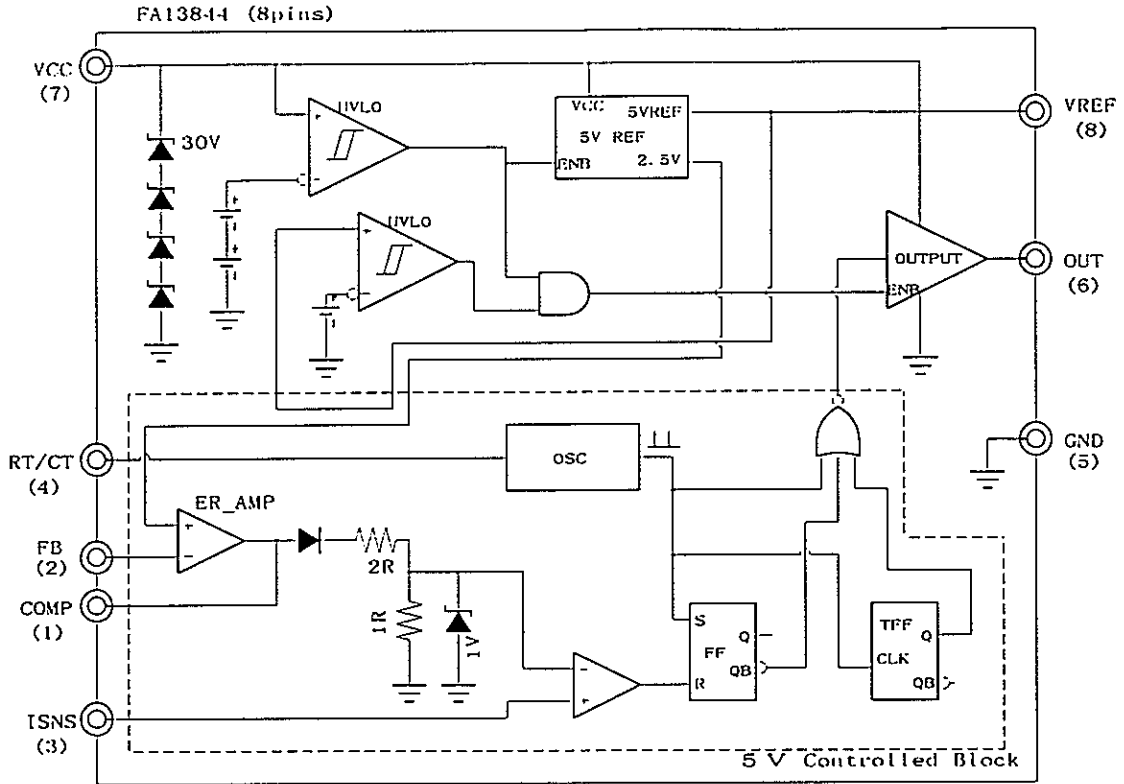 FA13844 (8pins)
VCC
(7)
30V
UVLO
+
−
UVLO
+
−
VCC
5VREF
5V REF
ENB
2.5V
VREF
(8)
OUTPUT
ENB
OUT
(6)
GND
(5)
RT/CT
(4)
OSC
ER_AMP
+
−
FB
(2)
COMP
(1)
2R
1R
1V
−
+
S
Q
FF
QB
R
TFF
Q
CLK
QB
ISNS
(3)
5 V Controlled Block